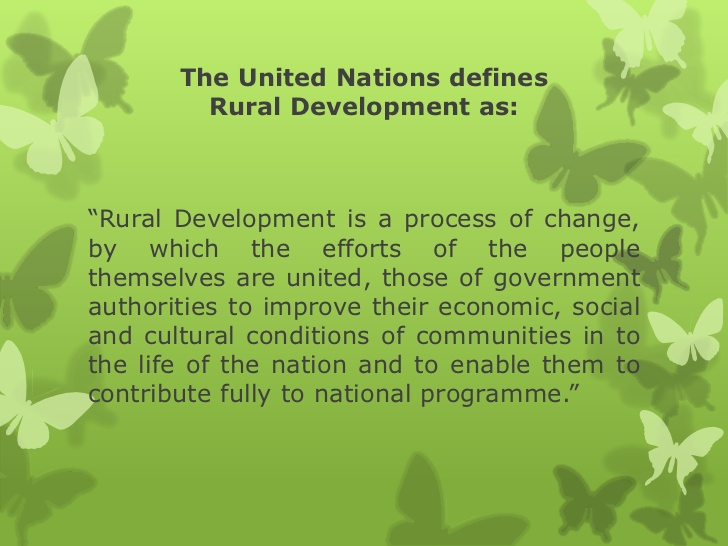 The United Nations defines
Rural Development as:
“Rural Development is a process of change,
by which the efforts of the people
themselves are united, those of government
authorities to improve their economic, social
and cultural conditions of communities in to
the life of the nation and to enable them to
contribute fully to national programme.”